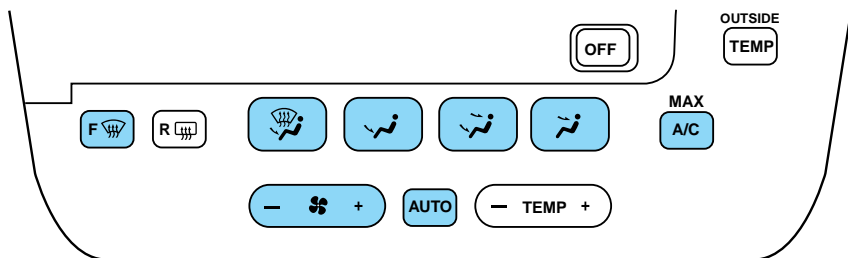 OUTSIDE
OFF
TEMP
MAX
F
R
A/C
— +
AUTO
— TEMP +